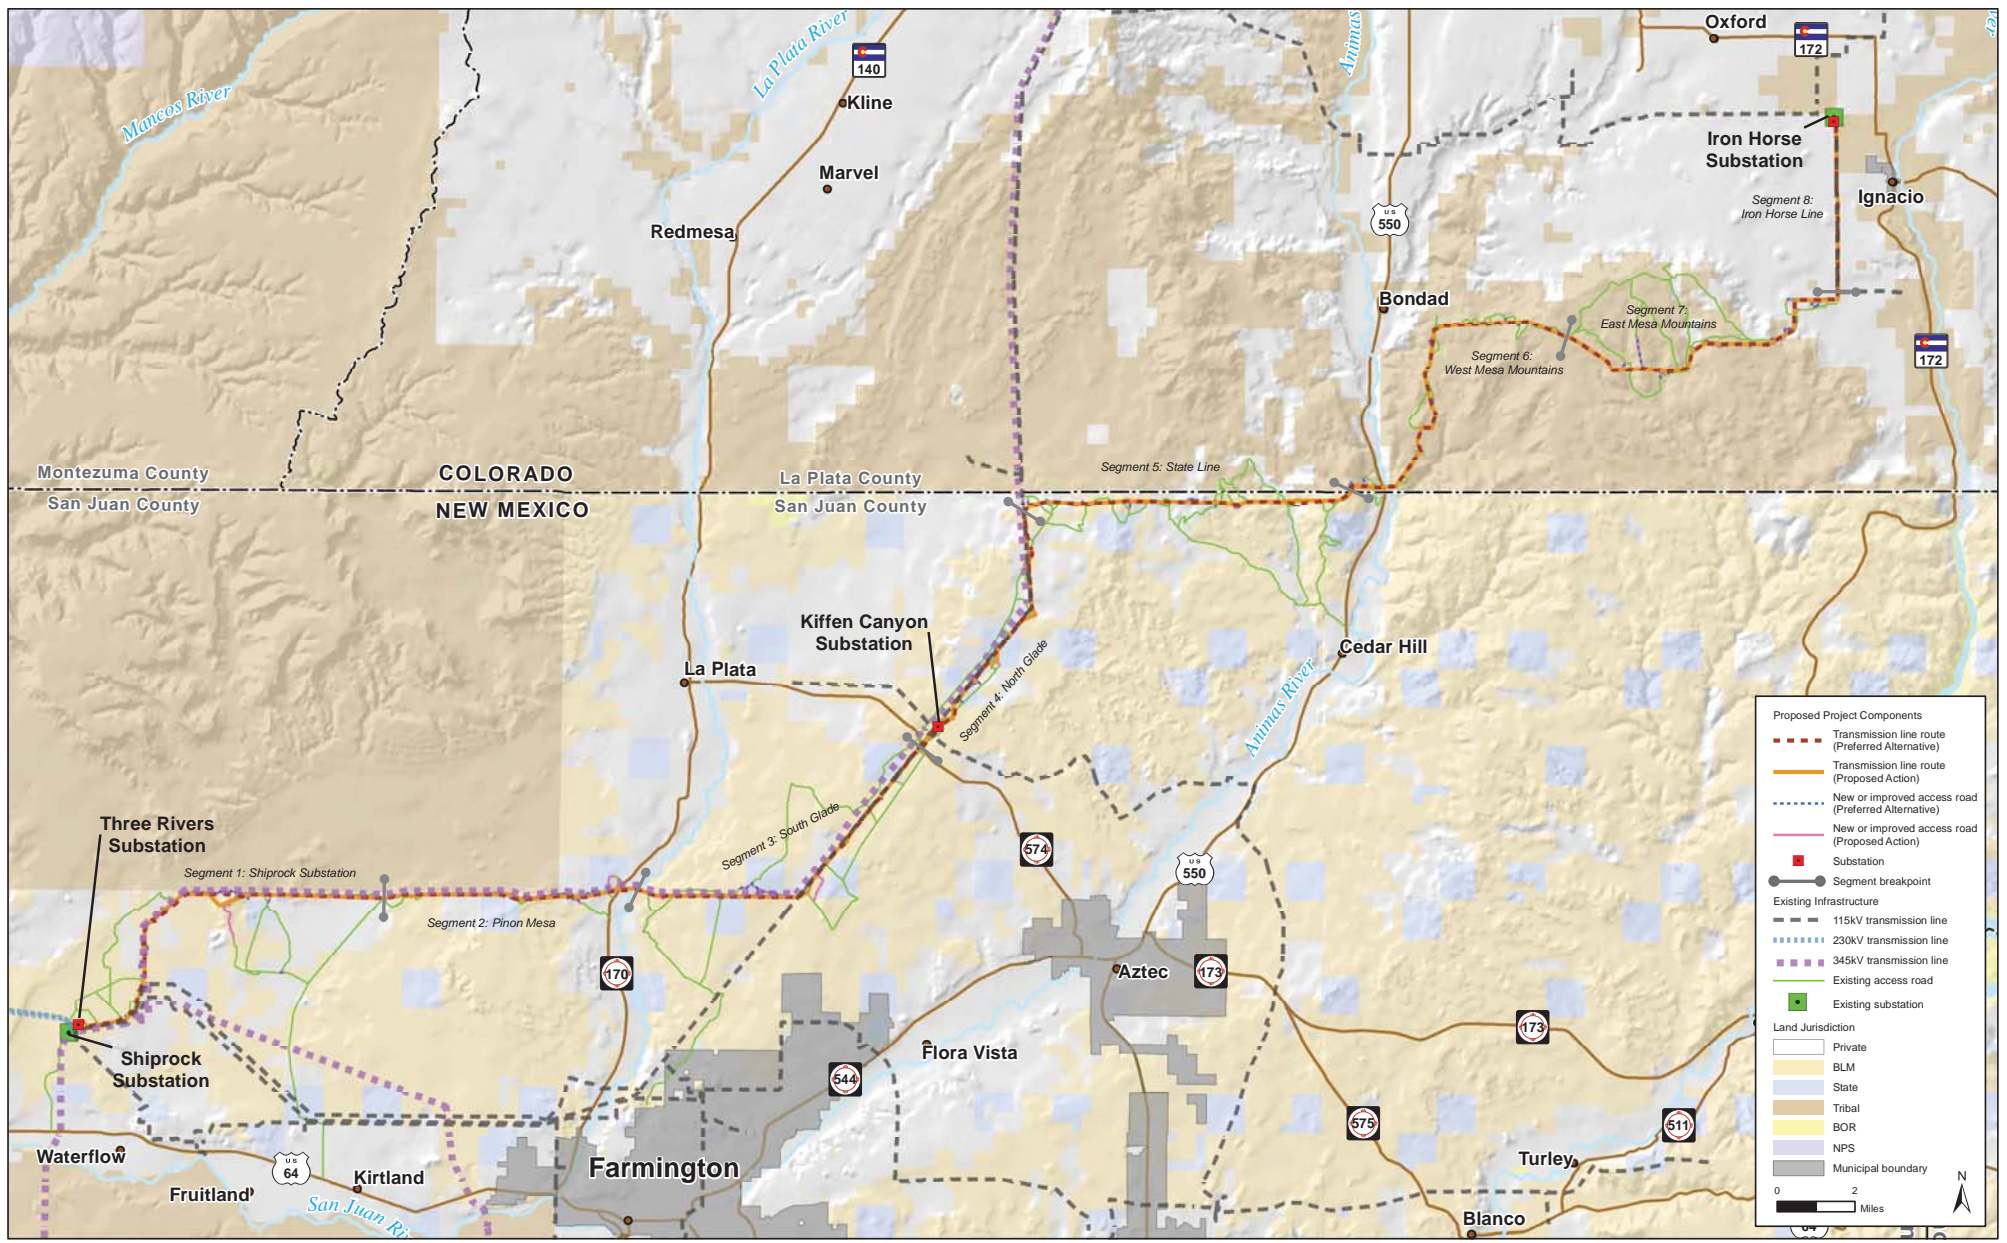 Oxford
172
La Plata River
Animas
140
Mancos River
Kline
Iron Horse
Substation
Marvel
Ignacio
Segment 8:
Iron Horse Line
US
550
Redmesa
Bondad
Segment 7:
East Mesa Mountains
Segment 6:
West Mesa Mountains
172
Montezuma County
COLORADO
La Plata County
Segment 5: State Line
San Juan County
NEW MEXICO
San Juan County
Kiffen Canyon
Substation
Cedar Hill
La Plata
Segment 4: North Glade
Animas River
Three Rivers
Substation
Segment 3: South Glade
574
US
550
Segment 1: Shiprock Substation
Segment 2: Pinon Mesa
170
Aztec
173
173
Shiprock
Substation
Flora Vista
544
575
511
Waterflow
US
64
Kirtland
Fruitland
San Juan Ri
Farmington
Turley
Blanco
Proposed Project Components
Transmission line route
(Preferred Alternative)
Transmission line route
(Proposed Action)
New or improved access road
(Preferred Alternative)
New or improved access road
(Proposed Action)
Substation
Segment breakpoint
Existing Infrastructure
115kV transmission line
230kV transmission line
345kV transmission line
Existing access road
Existing substation
Land Jurisdiction
Private
BLM
State
Tribal
BOR
NPS
Municipal boundary
0 2
Miles
N